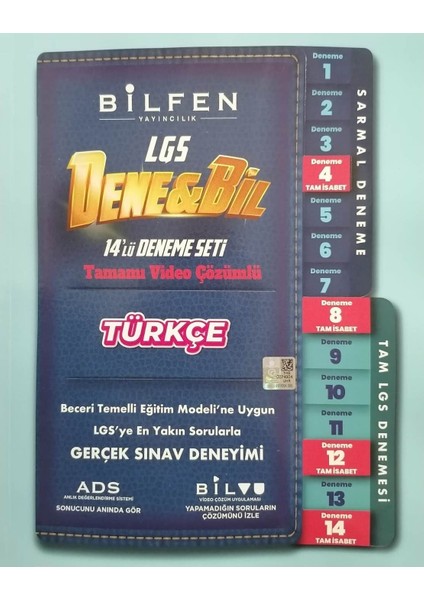 BİLFEN
YAYINCILIK
LGS
DENE&BİL
14'LÜ DENEME SETİ
Tamamı Video Çözümlü
TÜRKÇE
Beceri Temelli Eğitim Modeli'ne Uygun
LGS'ye En Yakın Sorularla
GERÇEK SINAV DENEYİMİ
ADS
ANLIK DEĞERLENDİRME SİSTEMİ
SONUCUNU ANINDA GÖR
BİLVU
VİDEO ÇÖZÜM UYGULAMASI
YAPAMADIĞIN SORULARIN
ÇÖZÜMÜNÜ İZLE
Deneme
1
Deneme
2
Deneme
3
Deneme
4
TAM İSABET
Deneme
5
Deneme
6
Deneme
7
SARMAL DENEME
Deneme
8
TAM İSABET
Deneme
9
Deneme
10
Deneme
11
Deneme
12
TAM İSABET
Deneme
13
Deneme
14
TAM İSABET
TAM LGS DENEMESİ